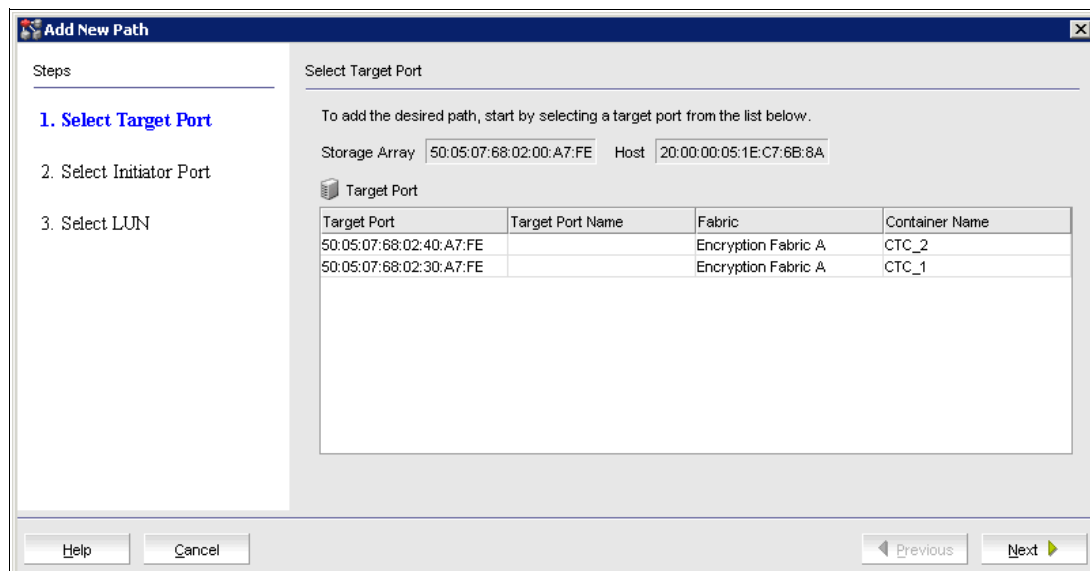 Add New Path
Steps
1. Select Target Port
2. Select Initiator Port
3. Select LUN
Select Target Port
To add the desired path, start by selecting a target port from the list below.
Storage Array 50:05:07:68:02:00:A7:FE Host 20:00:00:05:1E:C7:6B:8A
Target Port
Target Port Target Port Name Fabric Container Name
50:05:07:68:02:40:A7:FE Encryption Fabric A CTC_2
50:05:07:68:02:30:A7:FE Encryption Fabric A CTC_1
Help Cancel Previous Next